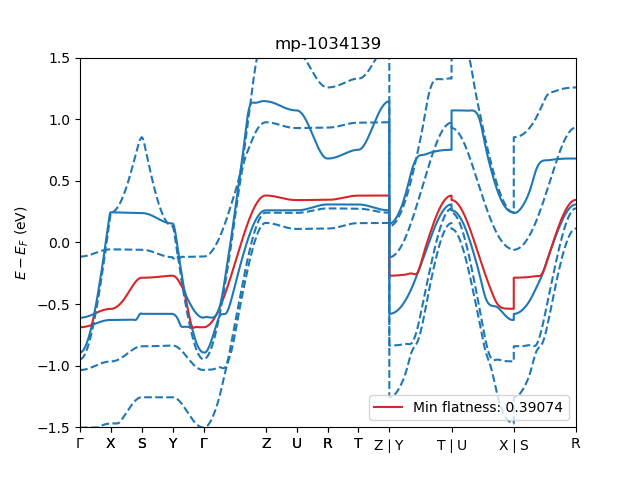 mp-1034139
E − E_F (eV)
1.5
1.0
0.5
0.0
−0.5
−1.0
−1.5
Min flatness: 0.39074
Γ X S Y Γ Z U R T Z | Y T | U X | S R